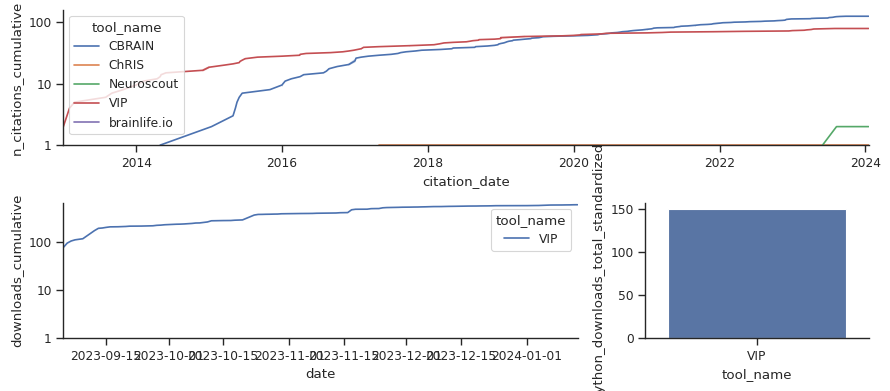 n_citations_cumulative
100
10
1
tool_name
CBRAIN
ChRIS
Neuroscout
VIP
brainlife.io
2014
2016
2018
2020
2022
2024
citation_date
downloads_cumulative
100
10
1
tool_name
VIP
2023-09-15
2023-10-01
2023-10-15
2023-11-01
2023-11-15
2023-12-01
2023-12-15
2024-01-01
date
ython_downloads_total_standardized
150
100
50
0
VIP
tool_name